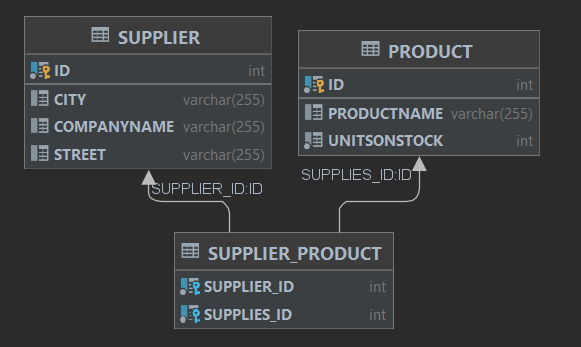 SUPPLIER
ID int
CITY varchar(255)
COMPANYNAME varchar(255)
STREET varchar(255)
PRODUCT
ID int
PRODUCTNAME varchar(255)
UNITSONSTOCK int
SUPPLIER_ID:ID
SUPPLIES_ID:ID
SUPPLIER_PRODUCT
SUPPLIER_ID int
SUPPLIES_ID int